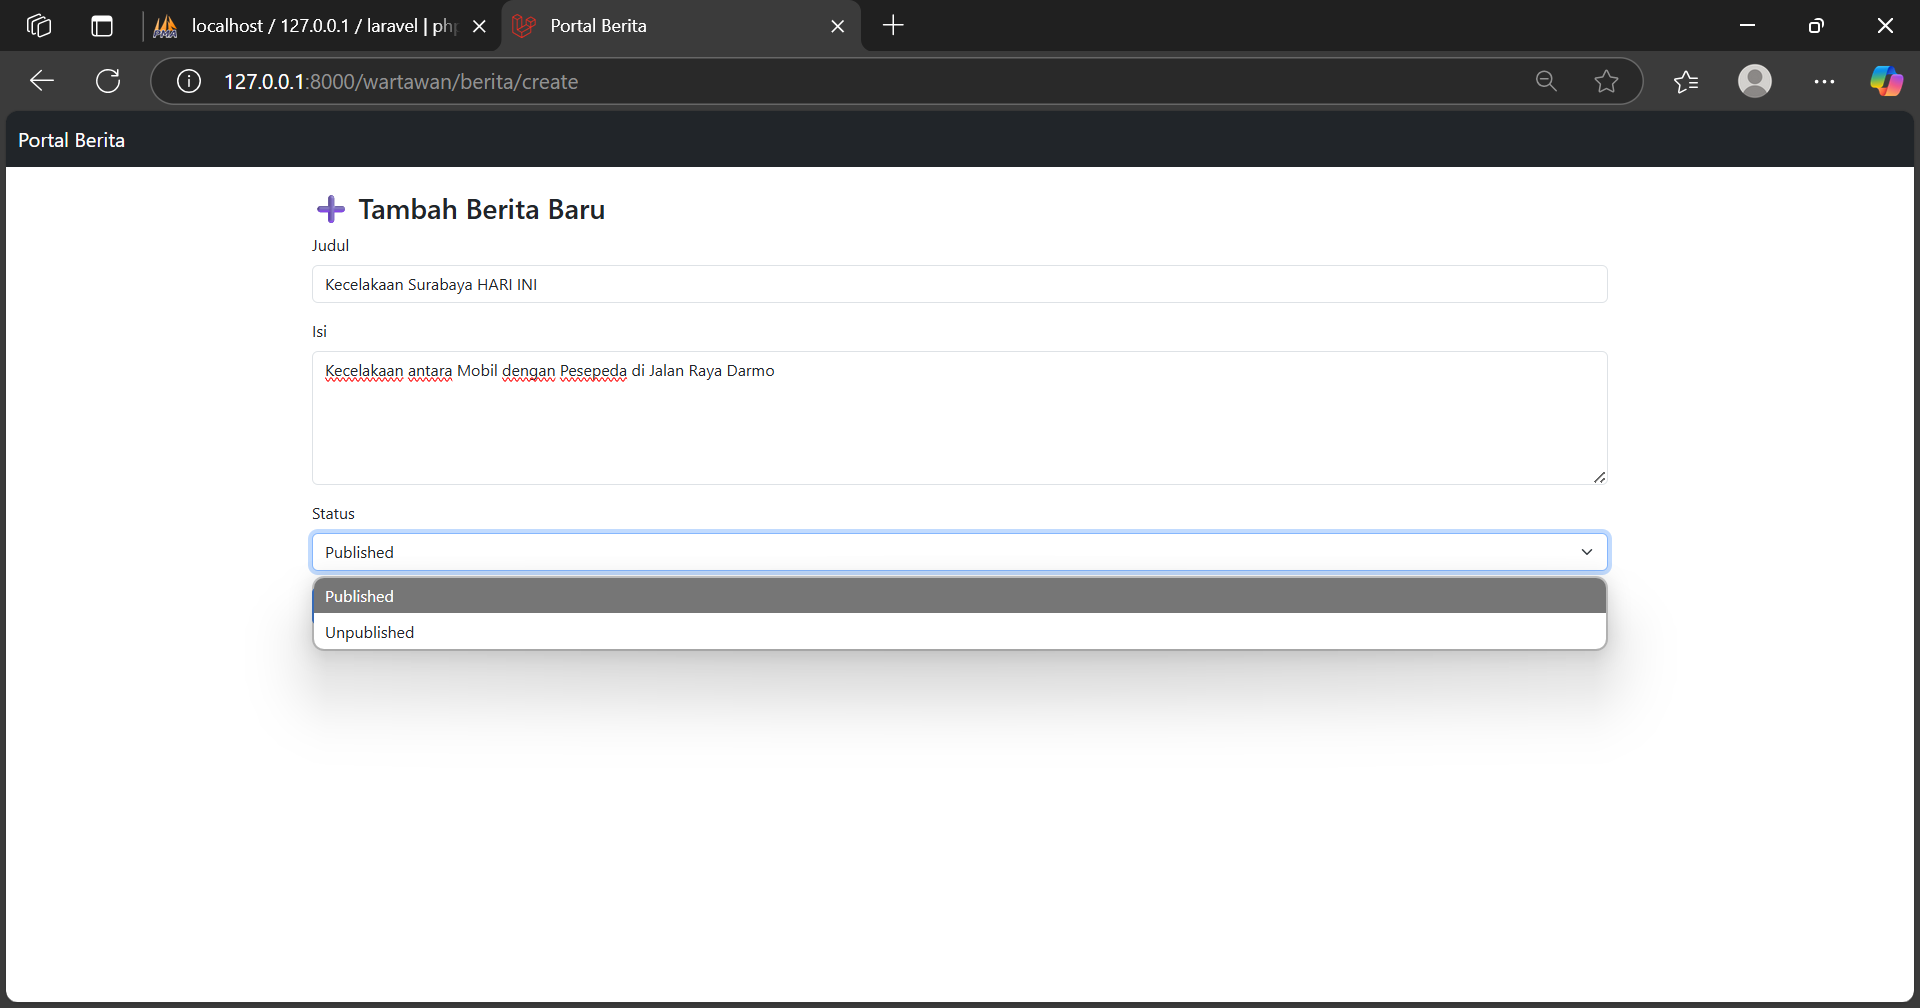 localhost / 127.0.0.1 / laravel | ph
Portal Berita
127.0.0.1:8000/wartawan/berita/create
Portal Berita
Tambah Berita Baru
Judul
Kecelakaan Surabaya HARI INI
Isi
Kecelakaan antara Mobil dengan Pesepeda di Jalan Raya Darmo
Status
Published
Published
Unpublished